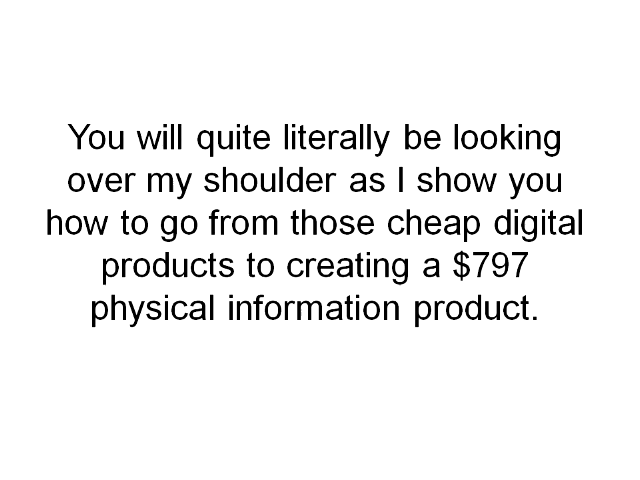 You will quite literally be looking
over my shoulder as I show you
how to go from those cheap digital
products to creating a $797
physical information product.